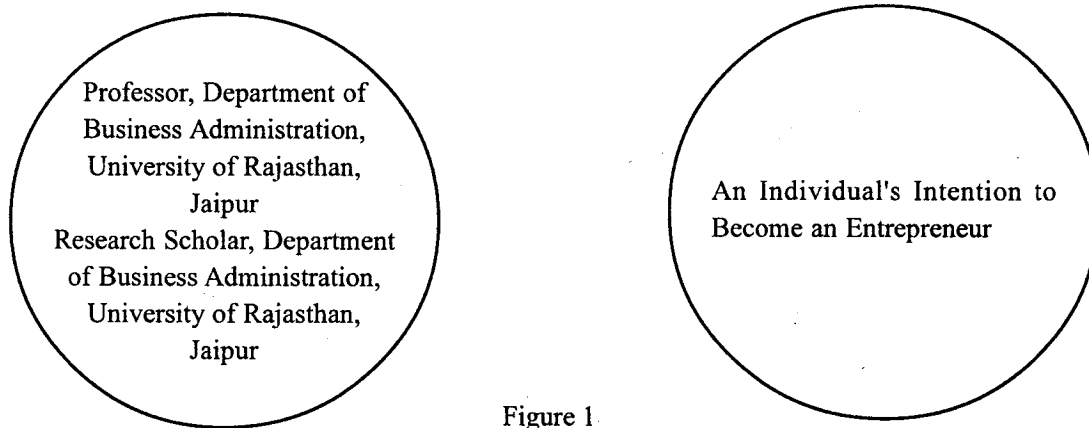 Professor, Department of
Business Administration,
University of Rajasthan,
Jaipur
Research Scholar, Department
of Business Administration,
University of Rajasthan,
Jaipur
An Individual's Intention to
Become an Entrepreneur
Figure 1